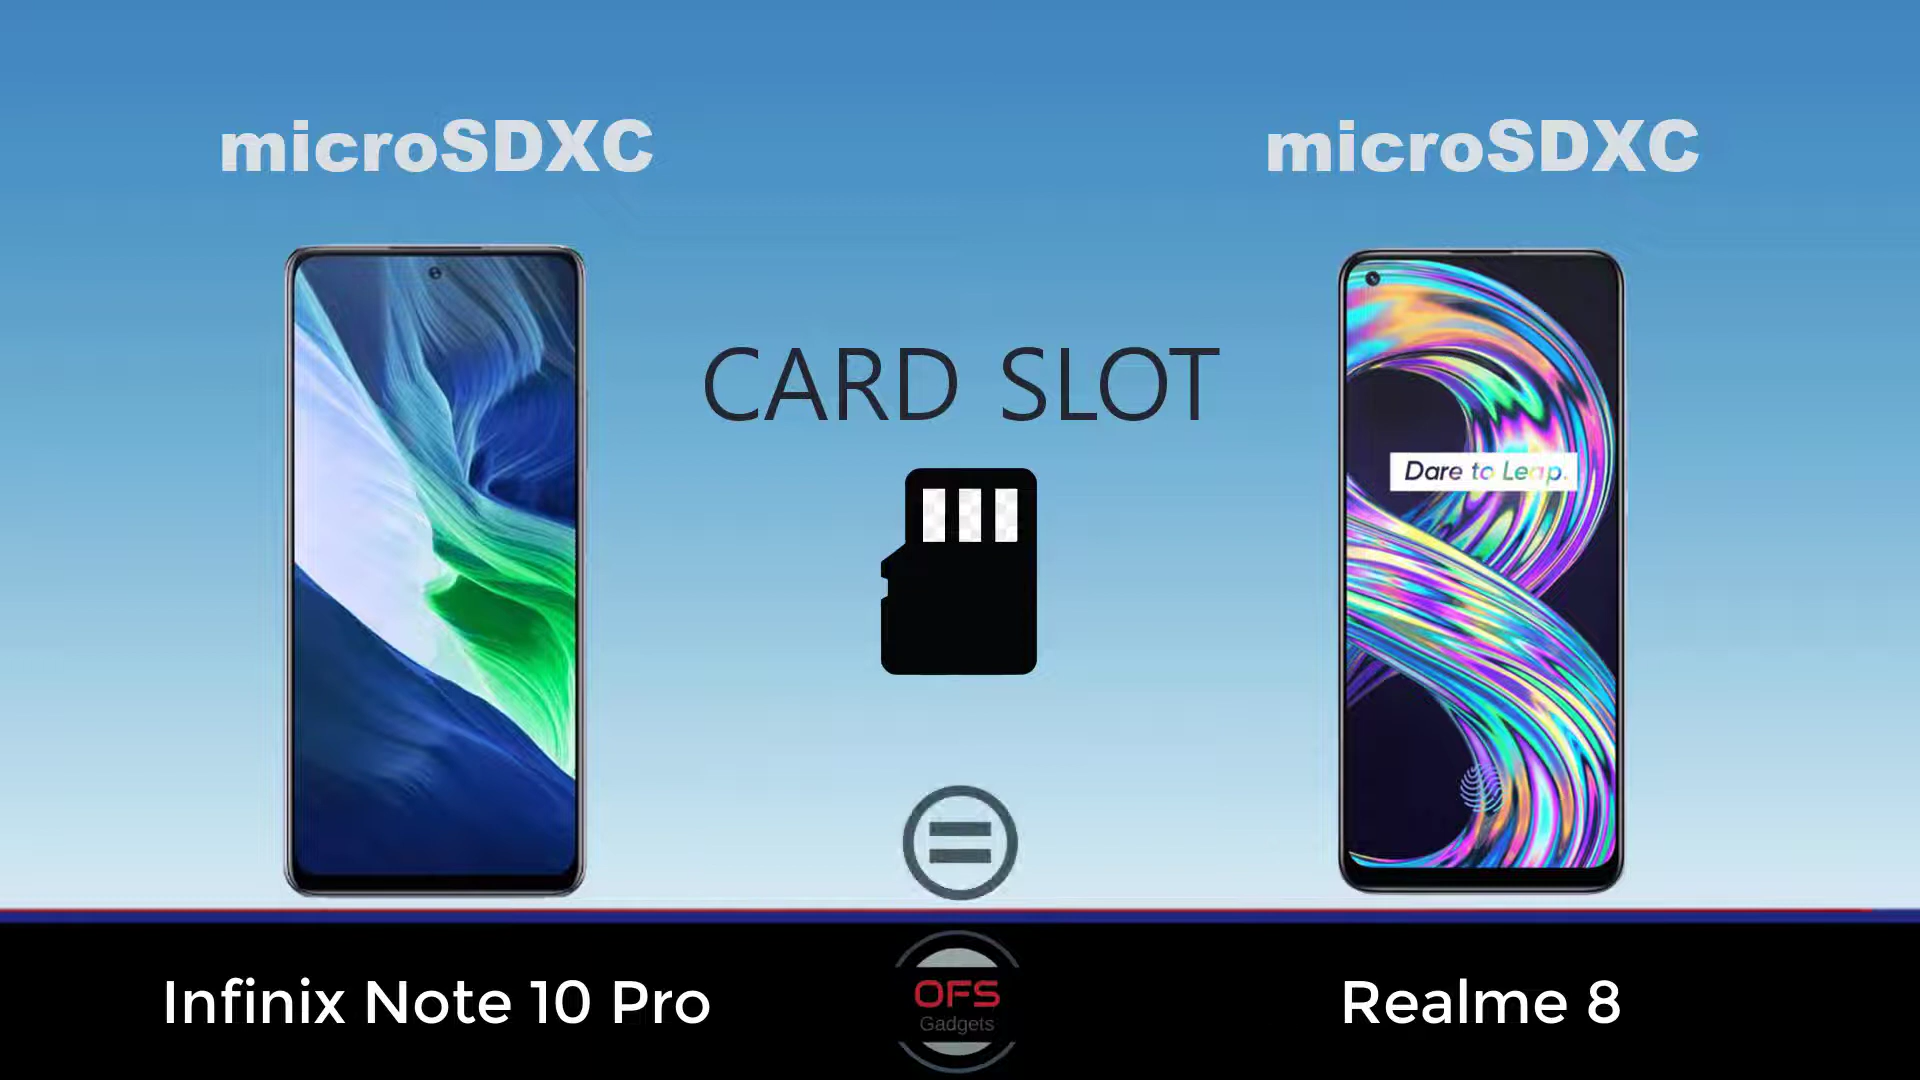 microSDXC
microSDXC
CARD SLOT
Dare to Leap.
Infinix Note 10 Pro
OFS
Gadgets
Realme 8